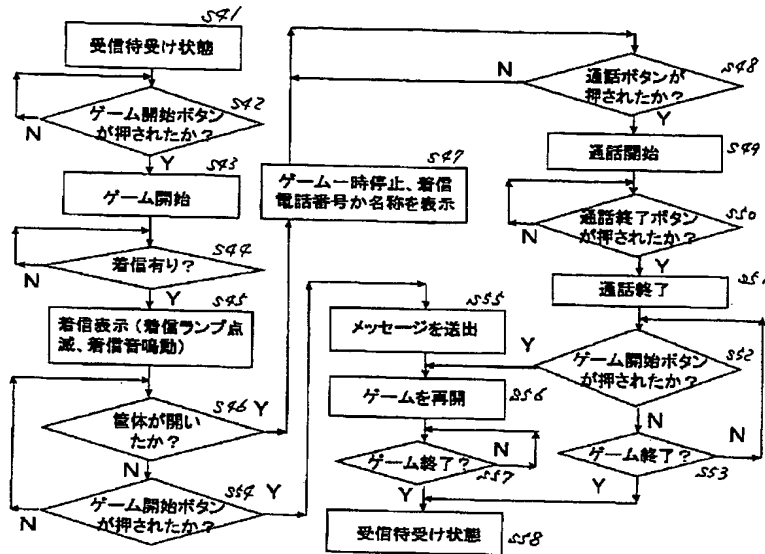 S41
受信待受け状態
S42
ゲーム開始ボタン
が押されたか?
N
Y
S43
ゲーム開始
S44
着信有り?
N
Y
S45
着信表示(着信ランプ点
滅、着信音鳴動)
S46
筐体が開い
たか?
Y
N
S54
ゲーム開始ボタン
が押されたか?
Y
N
S47
ゲーム一時停止、着信
電話番号か名称を表示
S48
通話ボタンが
押されたか?
N
Y
S49
通話開始
S50
通話終了ボタン
が押されたか?
N
Y
通話終了
S52
ゲーム開始ボタン
が押されたか?
Y
N
S53
ゲーム終了?
N
Y
S55
メッセージを送出
S56
ゲームを再開
S57
ゲーム終了?
N
Y
S58
受信待受け状態